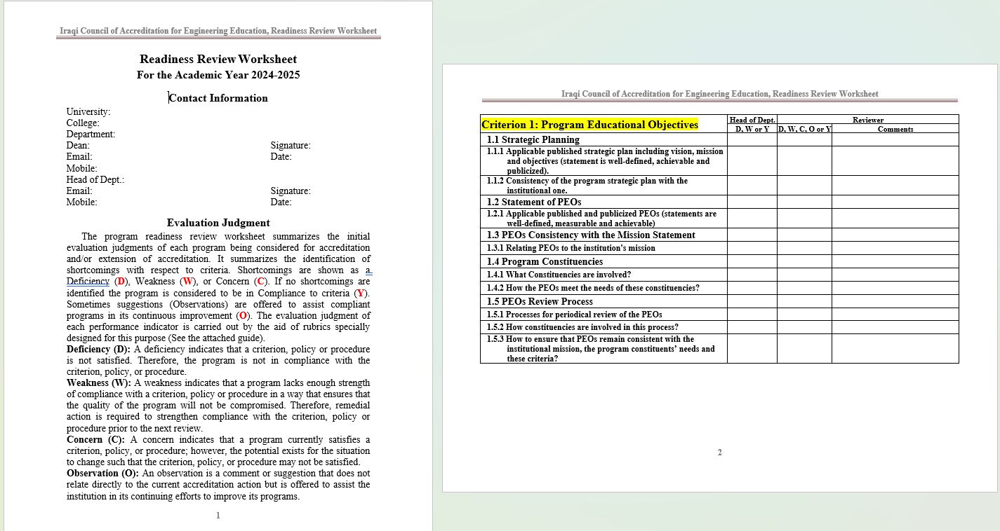 Iraqi Council of Accreditation for Engineering Education, Readiness Review Worksheet
Readiness Review Worksheet
For the Academic Year 2024-2025
Contact Information
University:
College:
Department:
Dean: Signature:
Email: Date:
Mobile:
Head of Dept.:
Email: Signature:
Mobile: Date:
Evaluation Judgment
The program readiness review worksheet summarizes the initial
evaluation judgments of each program being considered for accreditation
and/or extension of accreditation. It summarizes the identification of
shortcomings with respect to criteria. Shortcomings are shown as a
Deficiency (D), Weakness (W), or Concern (C). If no shortcomings are
identified the program is considered to be in Compliance to criteria (Y).
Sometimes suggestions (Observations) are offered to assist compliant
programs in its continuous improvement (O). The evaluation judgment of
each performance indicator is carried out by the aid of rubrics specially
designed for this purpose (See the attached guide).
Deficiency (D): A deficiency indicates that a criterion, policy or procedure
is not satisfied. Therefore, the program is not in compliance with the
criterion, policy, or procedure.
Weakness (W): A weakness indicates that a program lacks enough strength
of compliance with a criterion, policy or procedure in a way that ensures that
the quality of the program will not be compromised. Therefore, remedial
action is required to strengthen compliance with the criterion, policy or
procedure prior to the next review.
Concern (C): A concern indicates that a program currently satisfies a
criterion, policy, or procedure; however, the potential exists for the situation
to change such that the criterion, policy, or procedure may not be satisfied.
Observation (O): An observation is a comment or suggestion that does not
relate directly to the current accreditation action but is offered to assist the
institution in its continuing efforts to improve its programs.
1
Iraqi Council of Accreditation for Engineering Education, Readiness Review Worksheet
Criterion 1: Program Educational Objectives
Head of Dept. Reviewer
D, W or Y D, W, C, O or Y Comments
1.1 Strategic Planning
1.1.1 Applicable published strategic plan including vision, mission
and objectives (statement is well-defined, achievable and
publicized).
1.1.2 Consistency of the program strategic plan with the
institutional one.
1.2 Statement of PEOs
1.2.1 Applicable published and publicized PEOs (statements are
well-defined, measurable and achievable)
1.3 PEOs Consistency with the Mission Statement
1.3.1 Relating PEOs to the institution's mission
1.4 Program Constituencies
1.4.1 What Constituencies are involved?
1.4.2 How the PEOs meet the needs of these constituencies?
1.5 PEOs Review Process
1.5.1 Processes for periodical review of the PEOs
1.5.2 How constituencies are involved in this process?
1.5.3 How to ensure that PEOs remain consistent with the
institutional mission, the program constituents’ needs and
these criteria?
2